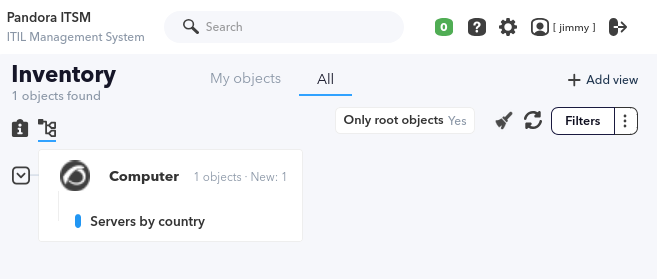 Pandora ITSM
ITIL Management System
Search
0
?
[ jimmy ]
Inventory
1 objects found
My objects
All
Add view
Only root objects Yes
Filters
Computer
1 objects · New: 1
Servers by country